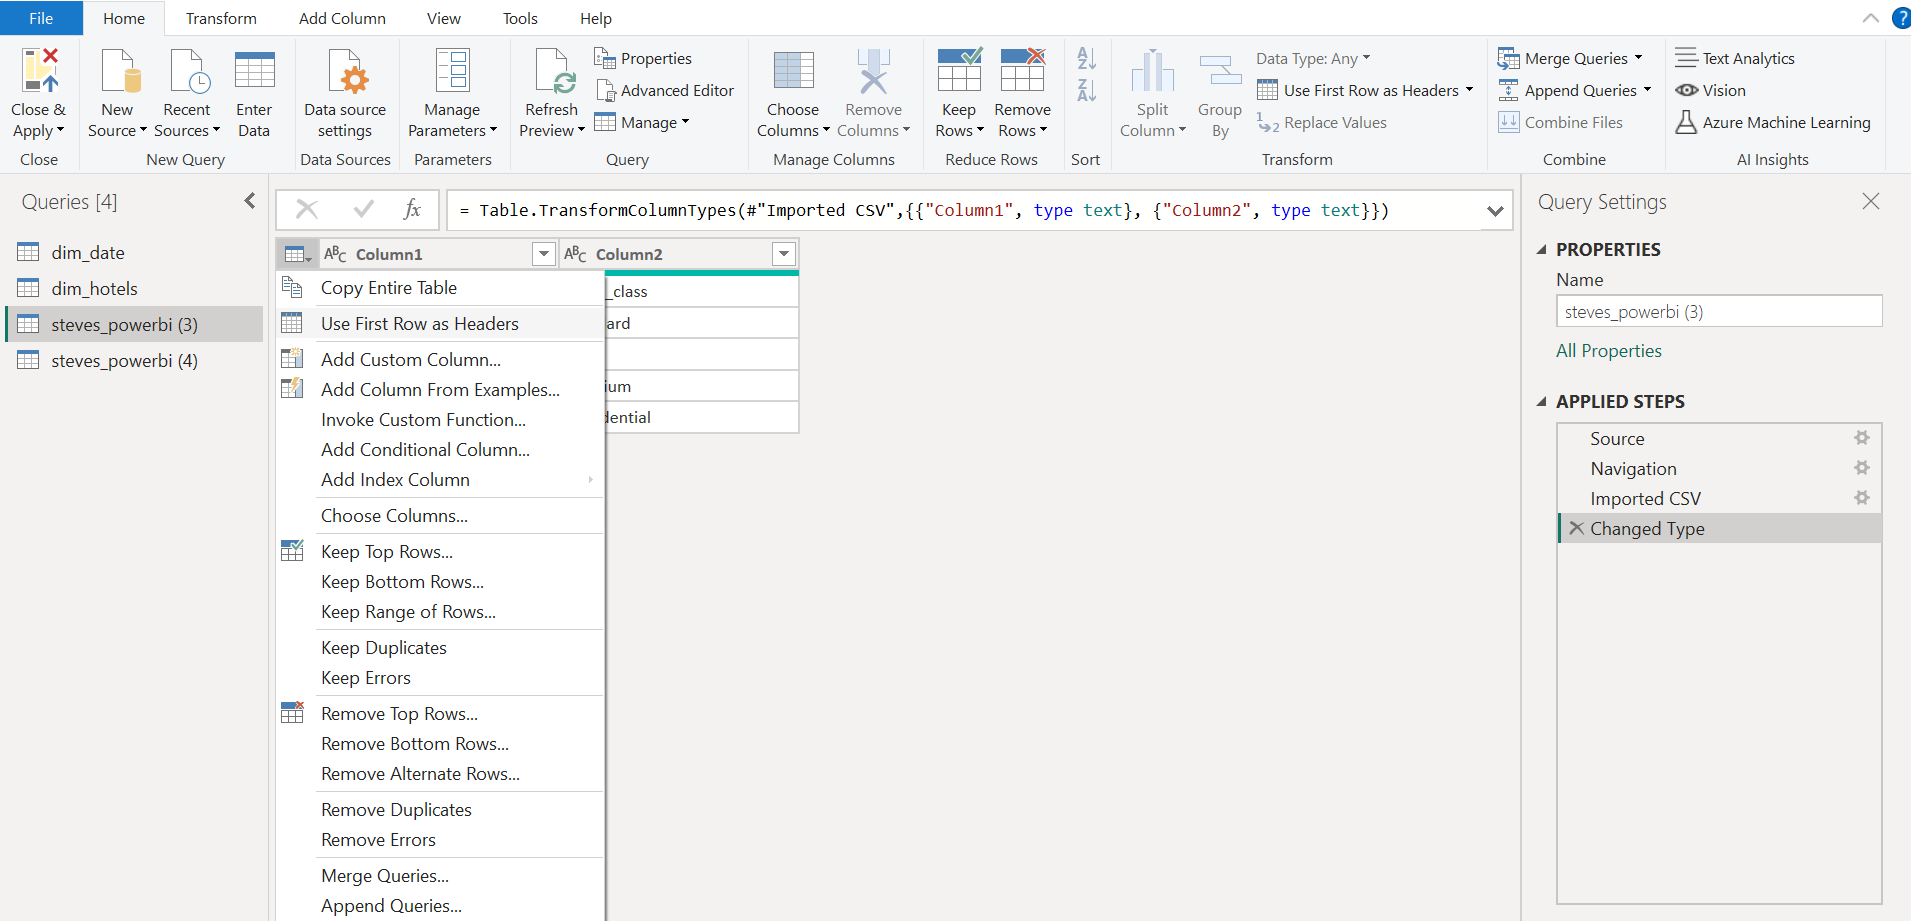 File Home Transform Add Column View Tools Help
Close & Apply
New Source
Recent Sources
Enter Data
Data source settings
Manage Parameters
Refresh Preview
Properties
Advanced Editor
Manage
Choose Columns
Remove Columns
Keep Rows
Remove Rows
Split Column
Group By
Data Type: Any
Use First Row as Headers
Replace Values
Merge Queries
Append Queries
Combine Files
Text Analytics
Vision
Azure Machine Learning
Close New Query Data Sources Parameters Query Manage Columns Reduce Rows Sort Transform Combine AI Insights
Queries [4]
dim_date
dim_hotels
steves_powerbi (3)
steves_powerbi (4)
fx = Table.TransformColumnTypes(#"Imported CSV",{{"Column1", type text}, {"Column2", type text}})
ABC Column1 ABC Column2
_class
ard
ium
dential
Copy Entire Table
Use First Row as Headers
Add Custom Column...
Add Column From Examples...
Invoke Custom Function...
Add Conditional Column...
Add Index Column
Choose Columns...
Keep Top Rows...
Keep Bottom Rows...
Keep Range of Rows...
Keep Duplicates
Keep Errors
Remove Top Rows...
Remove Bottom Rows...
Remove Alternate Rows...
Remove Duplicates
Remove Errors
Merge Queries...
Append Queries...
Query Settings
PROPERTIES
Name
steves_powerbi (3)
All Properties
APPLIED STEPS
Source
Navigation
Imported CSV
Changed Type